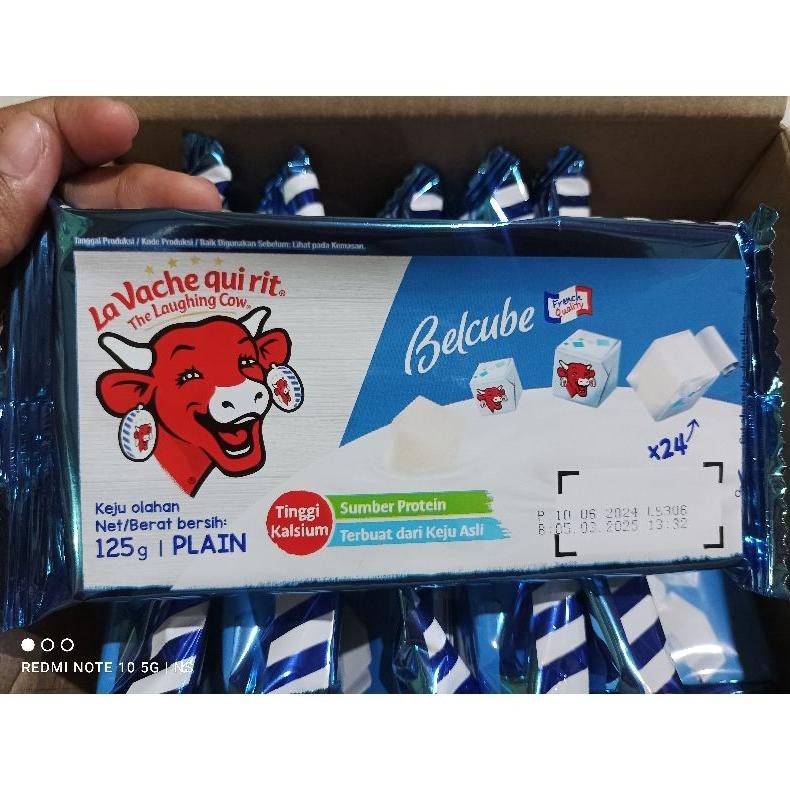 Tanggal Produksi / Kode Produksi / Baik Digunakan Sebelum: Lihat pada Kemasan.
La Vache qui rit®
The Laughing Cow®
Belcube
French
Quality
x24
Keju olahan
Net/Berat bersih:
125g | PLAIN
Tinggi
Kalsium
Sumber Protein
Terbuat dari Keju Asli
P 10 06 2024 LS306
B:05 03 2025 13:32
REDMI NOTE 10 5G | NS